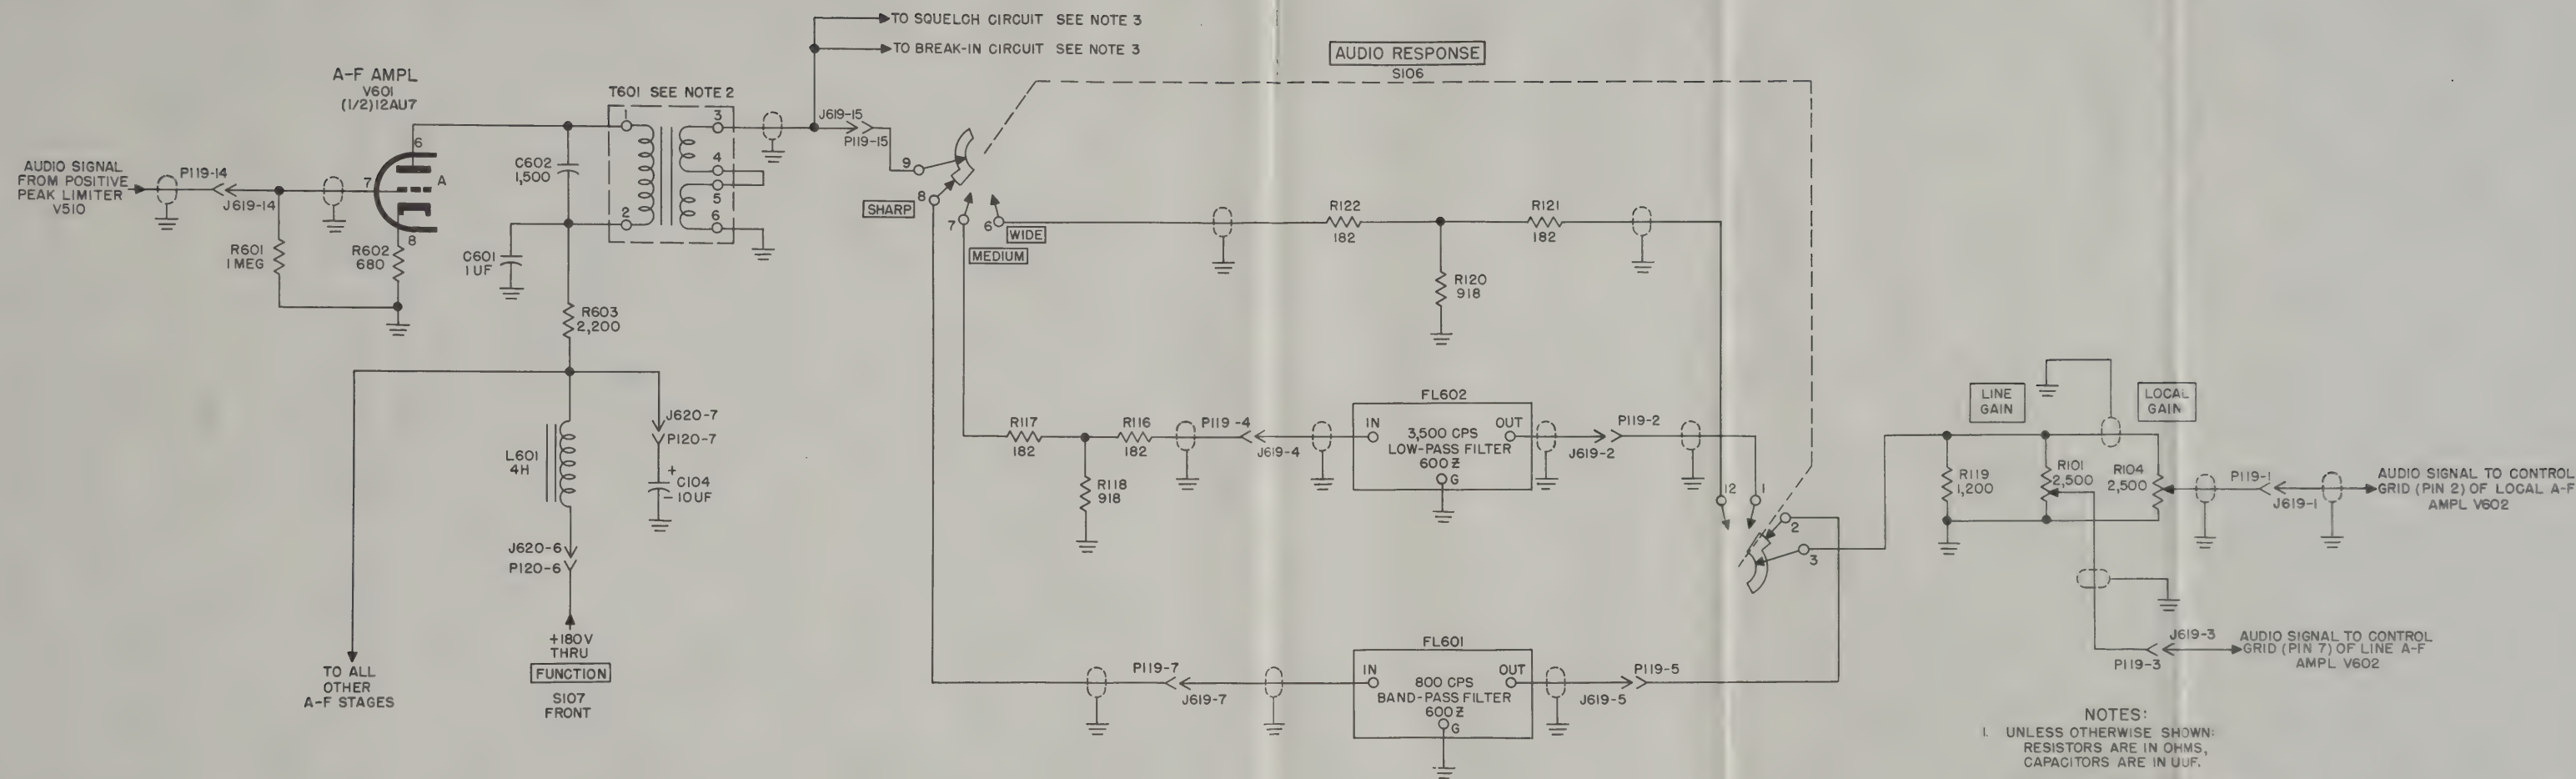 TO SQUELCH CIRCUIT SEE NOTE 3
TO BREAK-IN CIRCUIT SEE NOTE 3
AUDIO RESPONSE
S106
A-F AMPL
V601
(1/2)12AU7
T601 SEE NOTE 2
AUDIO SIGNAL
FROM POSITIVE
PEAK LIMITER
V510
P119-14
J619-14
7
6
A
8
R601
1 MEG
R602
680
C602
1,500
C601
1 UF
1
2
3
4
5
6
J619-15
P119-15
9
8
SHARP
7
MEDIUM
6
WIDE
R122
182
R121
182
R120
918
R603
2,200
L601
4H
J620-7
P120-7
+
C104
-10UF
J620-6
P120-6
+180V
THRU
FUNCTION
S107
FRONT
TO ALL
OTHER
A-F STAGES
R117
182
R116
182
R118
918
P119-4
J619-4
FL602
IN
OUT
3,500 CPS
LOW-PASS FILTER
600 Z
G
P119-2
J619-2
12
1
2
3
FL601
IN
OUT
800 CPS
BAND-PASS FILTER
600 Z
G
P119-7
J619-7
P119-5
J619-5
LINE
GAIN
LOCAL
GAIN
R119
1,200
R101
2,500
R104
2,500
P119-1
J619-1
AUDIO SIGNAL TO CONTROL
GRID (PIN 2) OF LOCAL A-F
AMPL V602
J619-3
P119-3
AUDIO SIGNAL TO CONTROL
GRID (PIN 7) OF LINE A-F
AMPL V602
NOTES:
1. UNLESS OTHERWISE SHOWN:
RESISTORS ARE IN OHMS,
CAPACITORS ARE IN UUF.